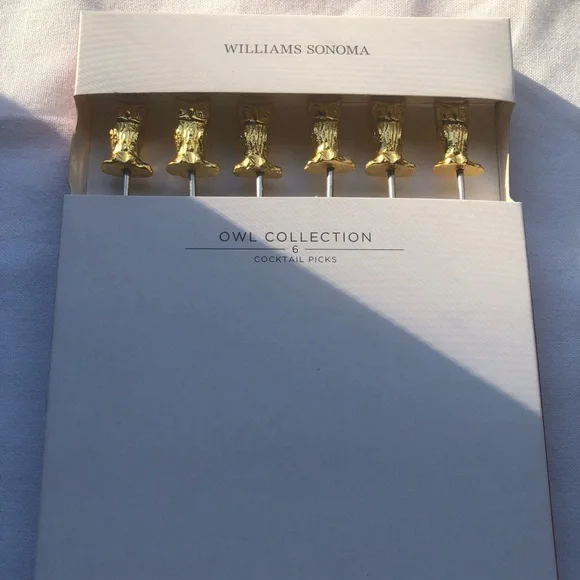 WILLIAMS SONOMA
OWL COLLECTION
6
COCKTAIL PICKS